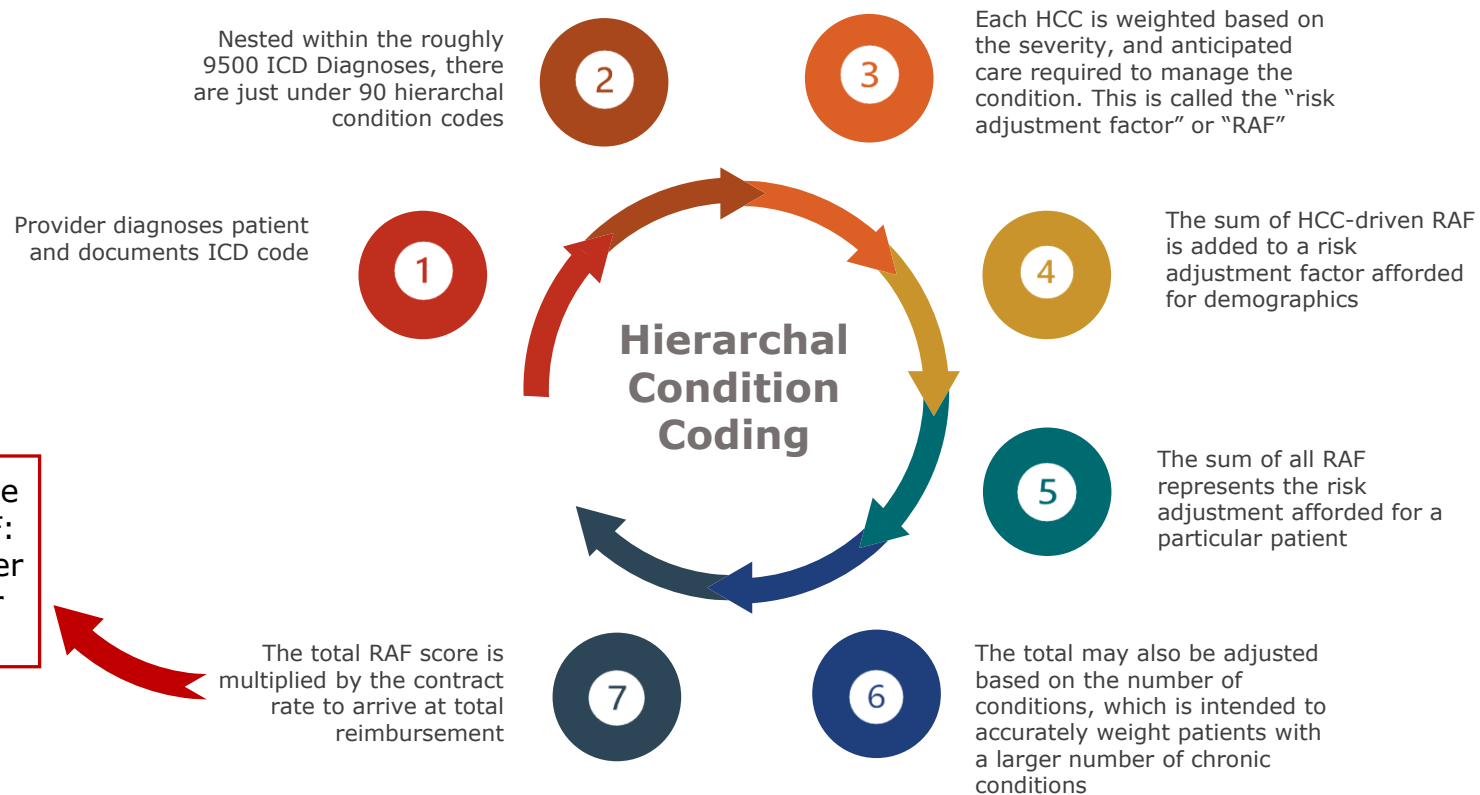 Provider diagnoses patient
and documents ICD code
1
Nested within the roughly
9500 ICD Diagnoses, there
are just under 90 hierarchal
condition codes
2
3
Each HCC is weighted based on
the severity, and anticipated
care required to manage the
condition. This is called the “risk
adjustment factor” or “RAF”
4
The sum of HCC-driven RAF
is added to a risk
adjustment factor afforded
for demographics
Hierarchal
Condition
Coding
5
The sum of all RAF
represents the risk
adjustment afforded for a
particular patient
6
The total may also be adjusted
based on the number of
conditions, which is intended to
accurately weight patients with
a larger number of chronic
conditions
The total RAF score is
multiplied by the contract
rate to arrive at total
reimbursement
7